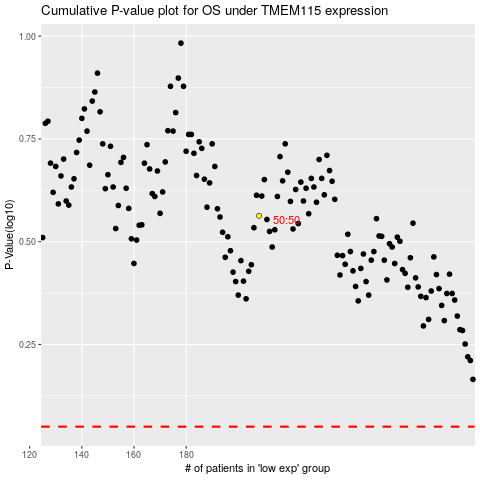 Cumulative P-value plot for OS under TMEM115 expression
P-Value(log10)
1.00
0.75
0.50
0.25
50:50
120 140 160 180
# of patients in 'low exp' group